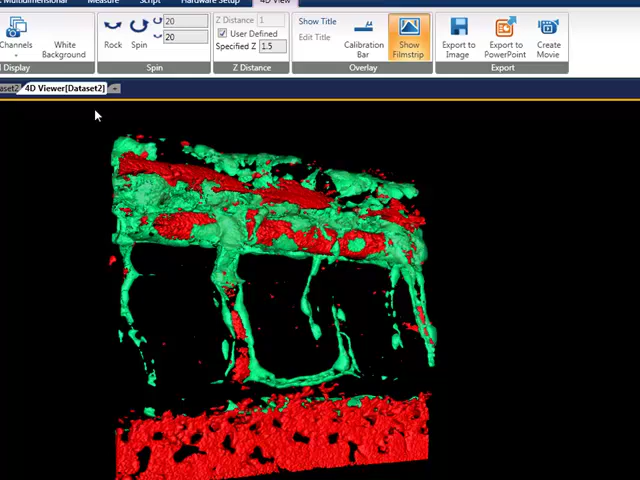 Multidimensional Measure Script Hardware Setup 4D View
Channels White Background Rock Spin 20 20 Z Distance 1 User Defined Specified Z 1.5 Show Title Edit Title Calibration Bar Show Filmstrip Export to Image Export to PowerPoint Create Movie
Display Spin Z Distance Overlay Export
4D Viewer[Dataset2]